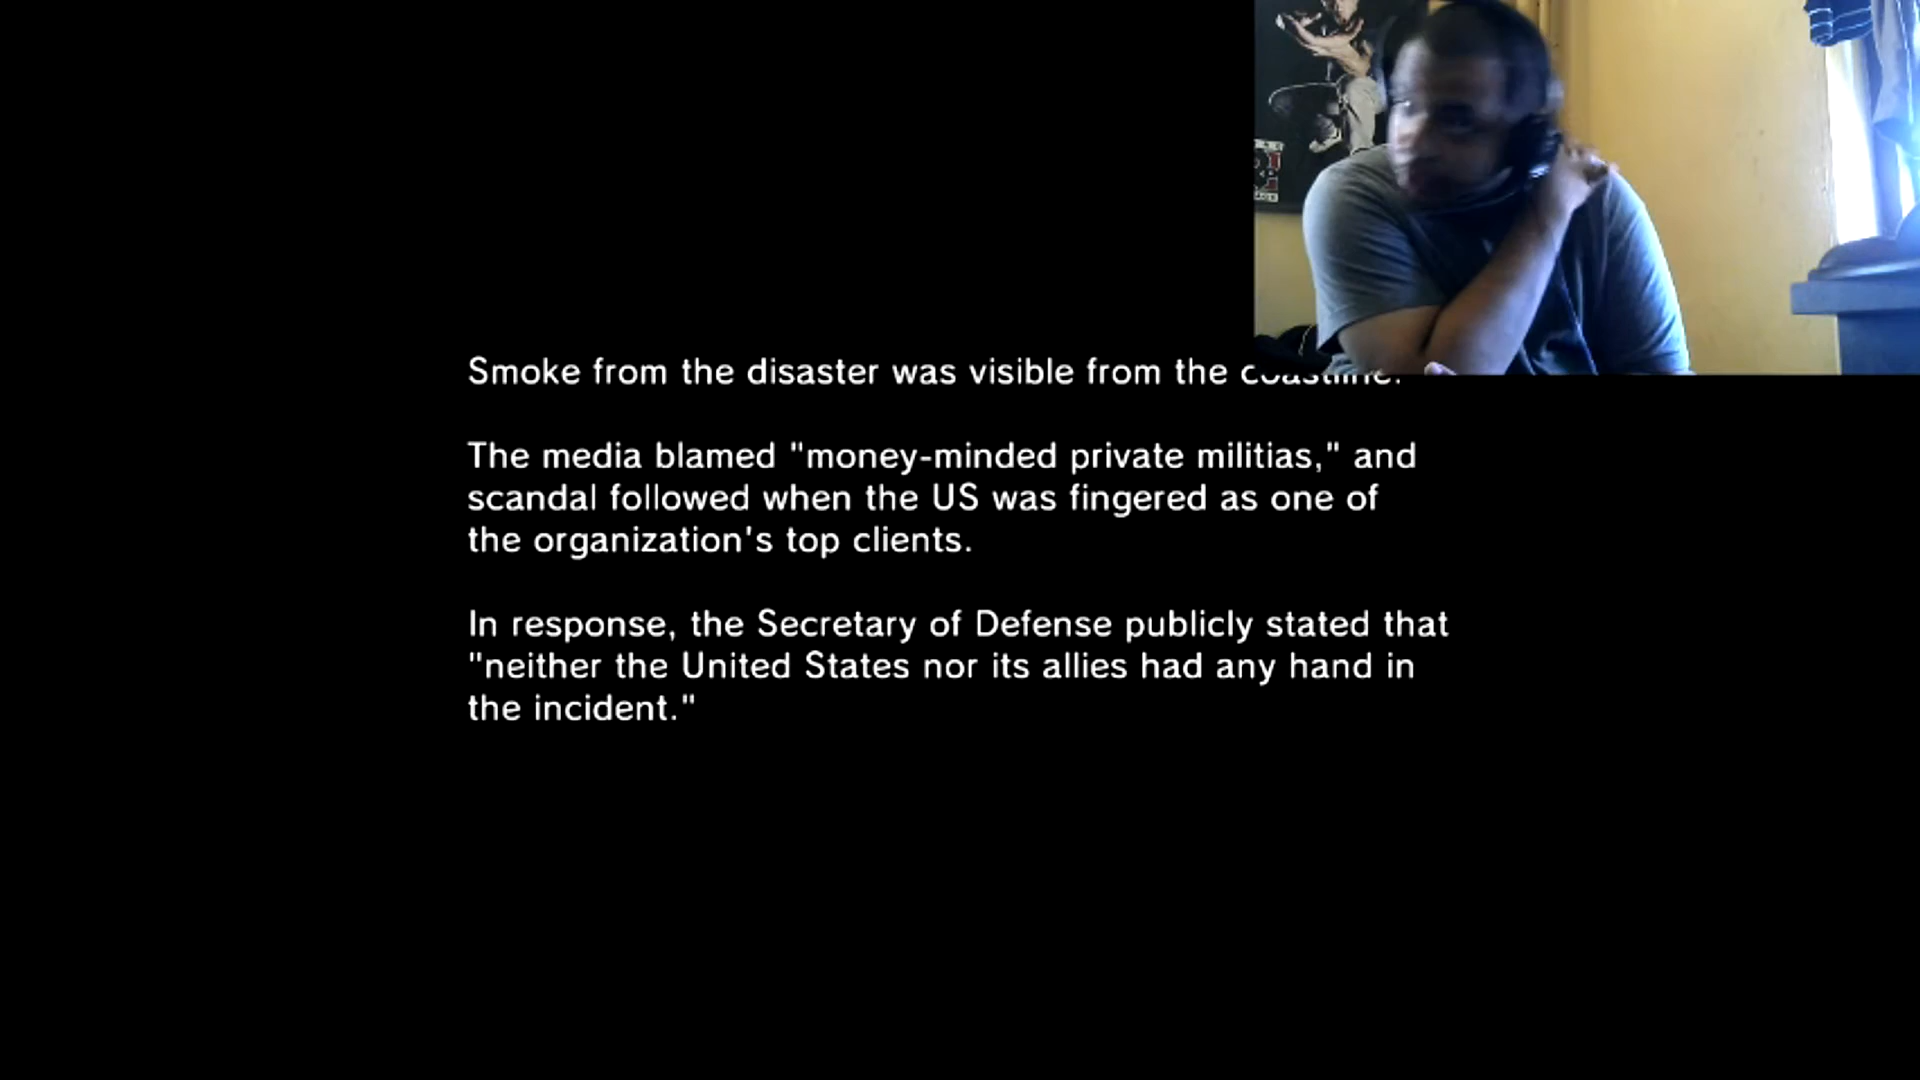 Smoke from the disaster was visible from the coastline.
The media blamed "money-minded private militias," and
scandal followed when the US was fingered as one of
the organization's top clients.
In response, the Secretary of Defense publicly stated that
"neither the United States nor its allies had any hand in
the incident."